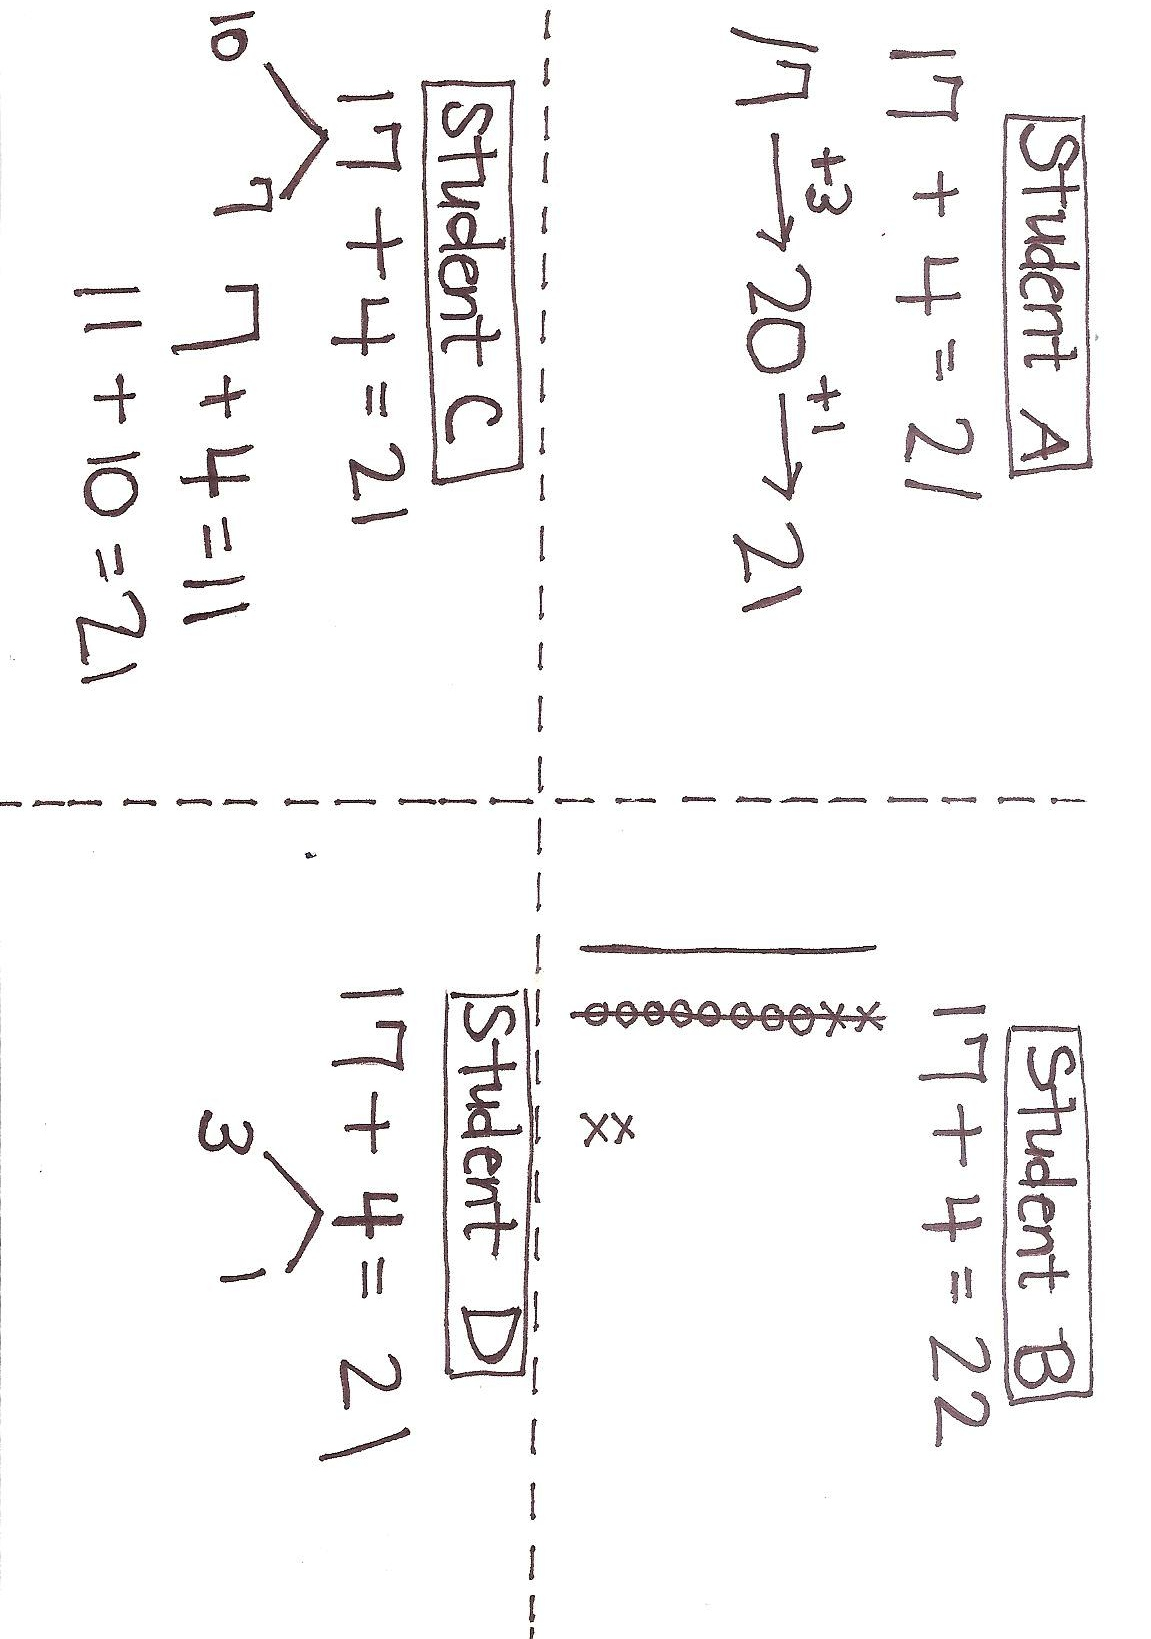 Student A
17 + 4 = 21
+3 +1
17 → 20 → 21
Student B
17 + 4 = 22
Student C
17 + 4 = 21
10 7
7 + 4 = 11
11 + 10 = 21
Student D
17 + 4 = 21
3 1